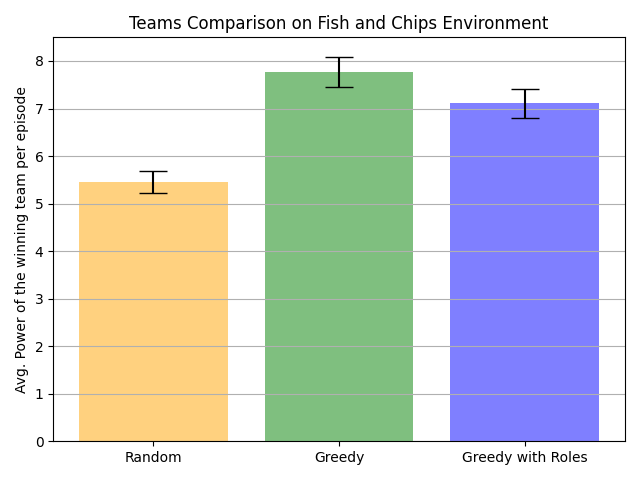 Teams Comparison on Fish and Chips Environment
Avg. Power of the winning team per episode
8
7
6
5
4
3
2
1
0
Random
Greedy
Greedy with Roles